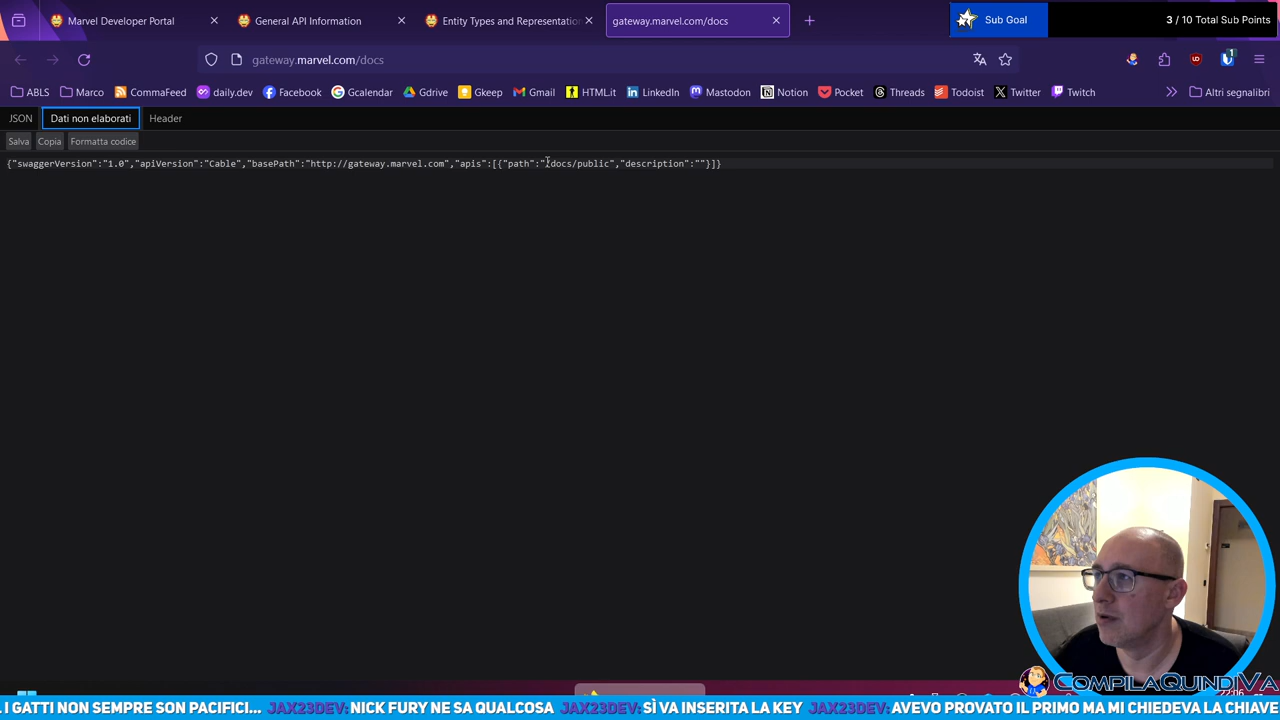 Marvel Developer Portal
General API Information
Entity Types and Representation
gateway.marvel.com/docs
Sub Goal
3 / 10 Total Sub Points
gateway.marvel.com/docs
ABLS
Marco
CommaFeed
daily.dev
Facebook
Gcalendar
Gdrive
Gkeep
Gmail
HTML.it
LinkedIn
Mastodon
Notion
Pocket
Threads
Todoist
Twitter
Twitch
Altri segnalibri
JSON
Dati non elaborati
Header
Salva
Copia
Formatta codice
{"swaggerVersion":"1.0","apiVersion":"Cable","basePath":"http://gateway.marvel.com","apis":[{"path":"/docs/public","description":""}]}
COMPILAQUINDIVA
I GATTI NON SEMPRE SON PACIFICI... JAX23DEV: NICK FURY NE SA QUALCOSA JAX23DEV: SÌ VA INSERITA LA KEY JAX23DEV: AVEVO PROVATO IL PRIMO MA MI CHIEDEVA LA CHIAVE